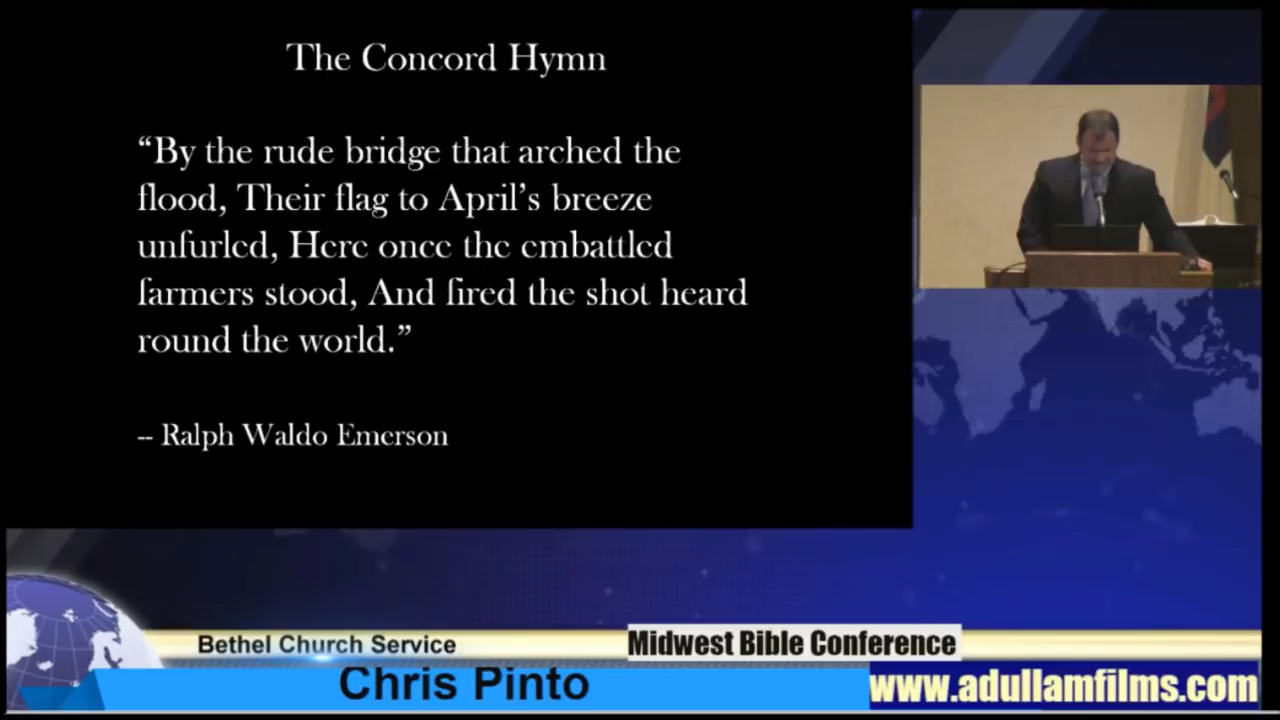 The Concord Hymn
“By the rude bridge that arched the
flood, Their flag to April’s breeze
unfurled, Here once the embattled
farmers stood, And fired the shot heard
round the world.”
-- Ralph Waldo Emerson
Bethel Church Service
Midwest Bible Conference
Chris Pinto
www.adullamfilms.com